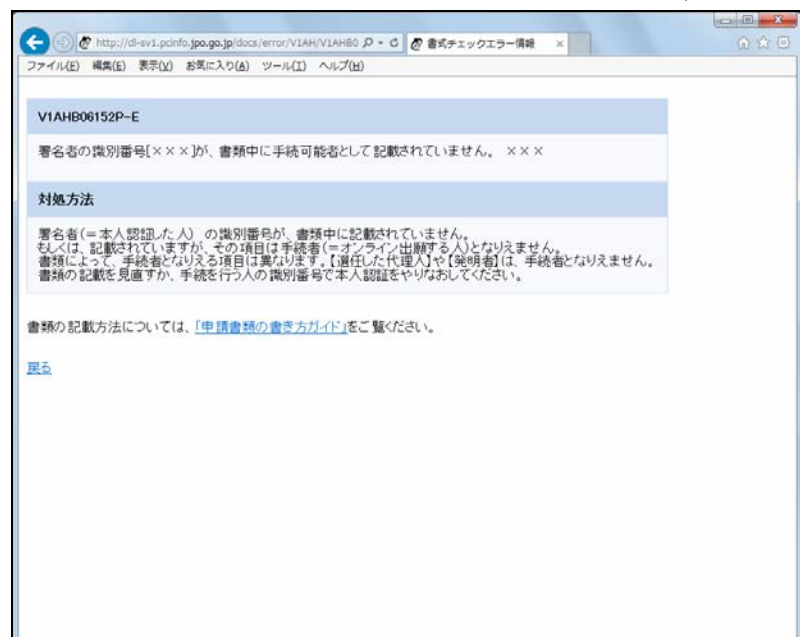 http://dl-sv1.pcinfo.jpo.go.jp/docs/error/V1AH/V1AHB0
書式チェックエラー情報
ファイル(F) 編集(E) 表示(V) お気に入り(A) ツール(T) ヘルプ(H)
V1AHB06152P-E
署名者の識別番号[×××]が、書類中に手続可能者として記載されていません。 ×××
対処方法
署名者(=本人認証した人) の識別番号が、書類中に記載されていません。
もしくは、記載されていますが、その項目は手続者(=オンライン出願する人)となりえません。
書類によって、手続者となりえる項目は異なります。【選任した代理人】や【発明者】は、手続者となりえません。
書類の記載を見直すか、手続を行う人の識別番号で本人認証をやりなおしてください。
書類の記載方法については、「申請書類の書き方ガイド」をご覧ください。
戻る